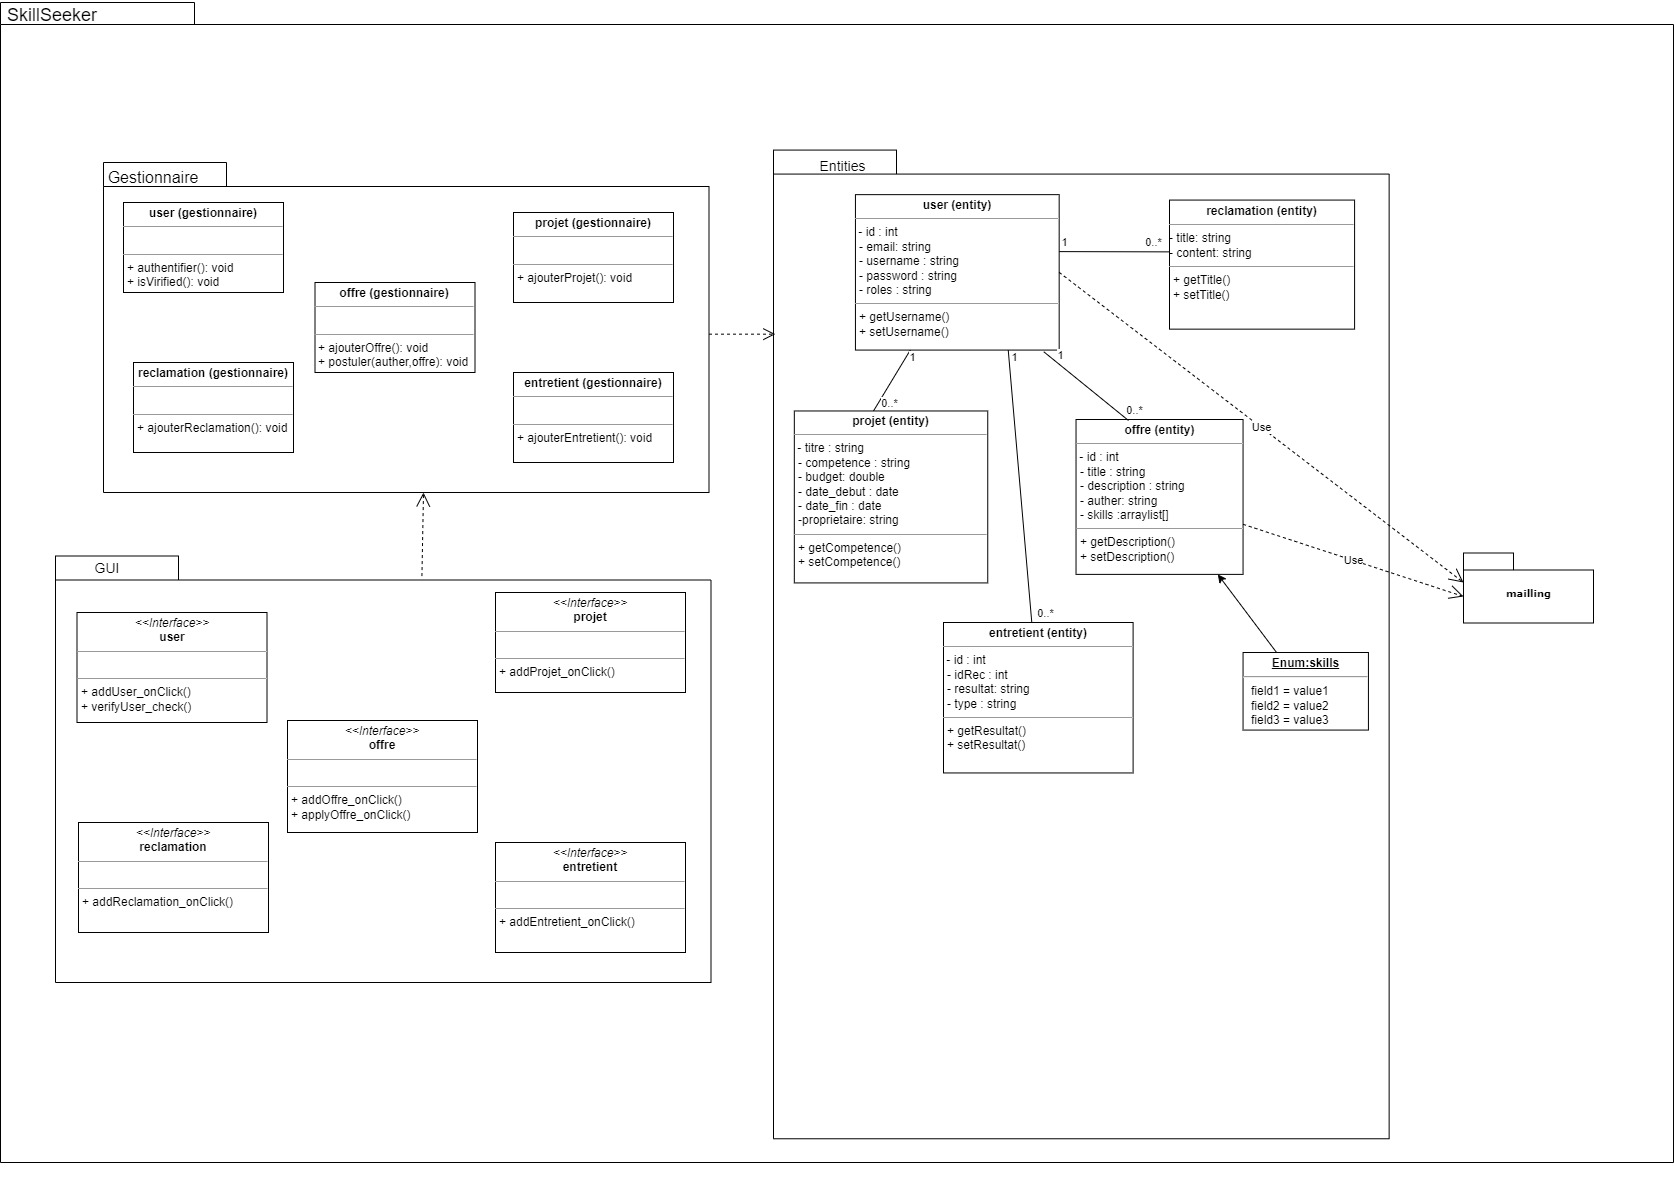 SkillSeeker
Gestionnaire
user (gestionnaire)
+ authentifier(): void
+ isVirified(): void
projet (gestionnaire)
+ ajouterProjet(): void
offre (gestionnaire)
+ ajouterOffre(): void
+ postuler(auther,offre): void
reclamation (gestionnaire)
+ ajouterReclamation(): void
entretient (gestionnaire)
+ ajouterEntretient(): void
GUI
<<Interface>>
user
+ addUser_onClick()
+ verifyUser_check()
<<Interface>>
projet
+ addProjet_onClick()
<<Interface>>
offre
+ addOffre_onClick()
+ applyOffre_onClick()
<<Interface>>
reclamation
+ addReclamation_onClick()
<<Interface>>
entretient
+ addEntretient_onClick()
Entities
user (entity)
- id : int
- email: string
- username : string
- password : string
- roles : string
+ getUsername()
+ setUsername()
1
0..*
reclamation (entity)
- title: string
- content: string
+ getTitle()
+ setTitle()
1
1
1
0..*
projet (entity)
- titre : string
- competence : string
- budget: double
- date_debut : date
- date_fin : date
-proprietaire: string
+ getCompetence()
+ setCompetence()
0..*
offre (entity)
- id : int
- title : string
- description : string
- auther: string
- skills :arraylist[]
+ getDescription()
+ setDescription()
Use
Use
mailling
0..*
entretient (entity)
- id : int
- idRec : int
- resultat: string
- type : string
+ getResultat()
+ setResultat()
Enum:skills
field1 = value1
field2 = value2
field3 = value3